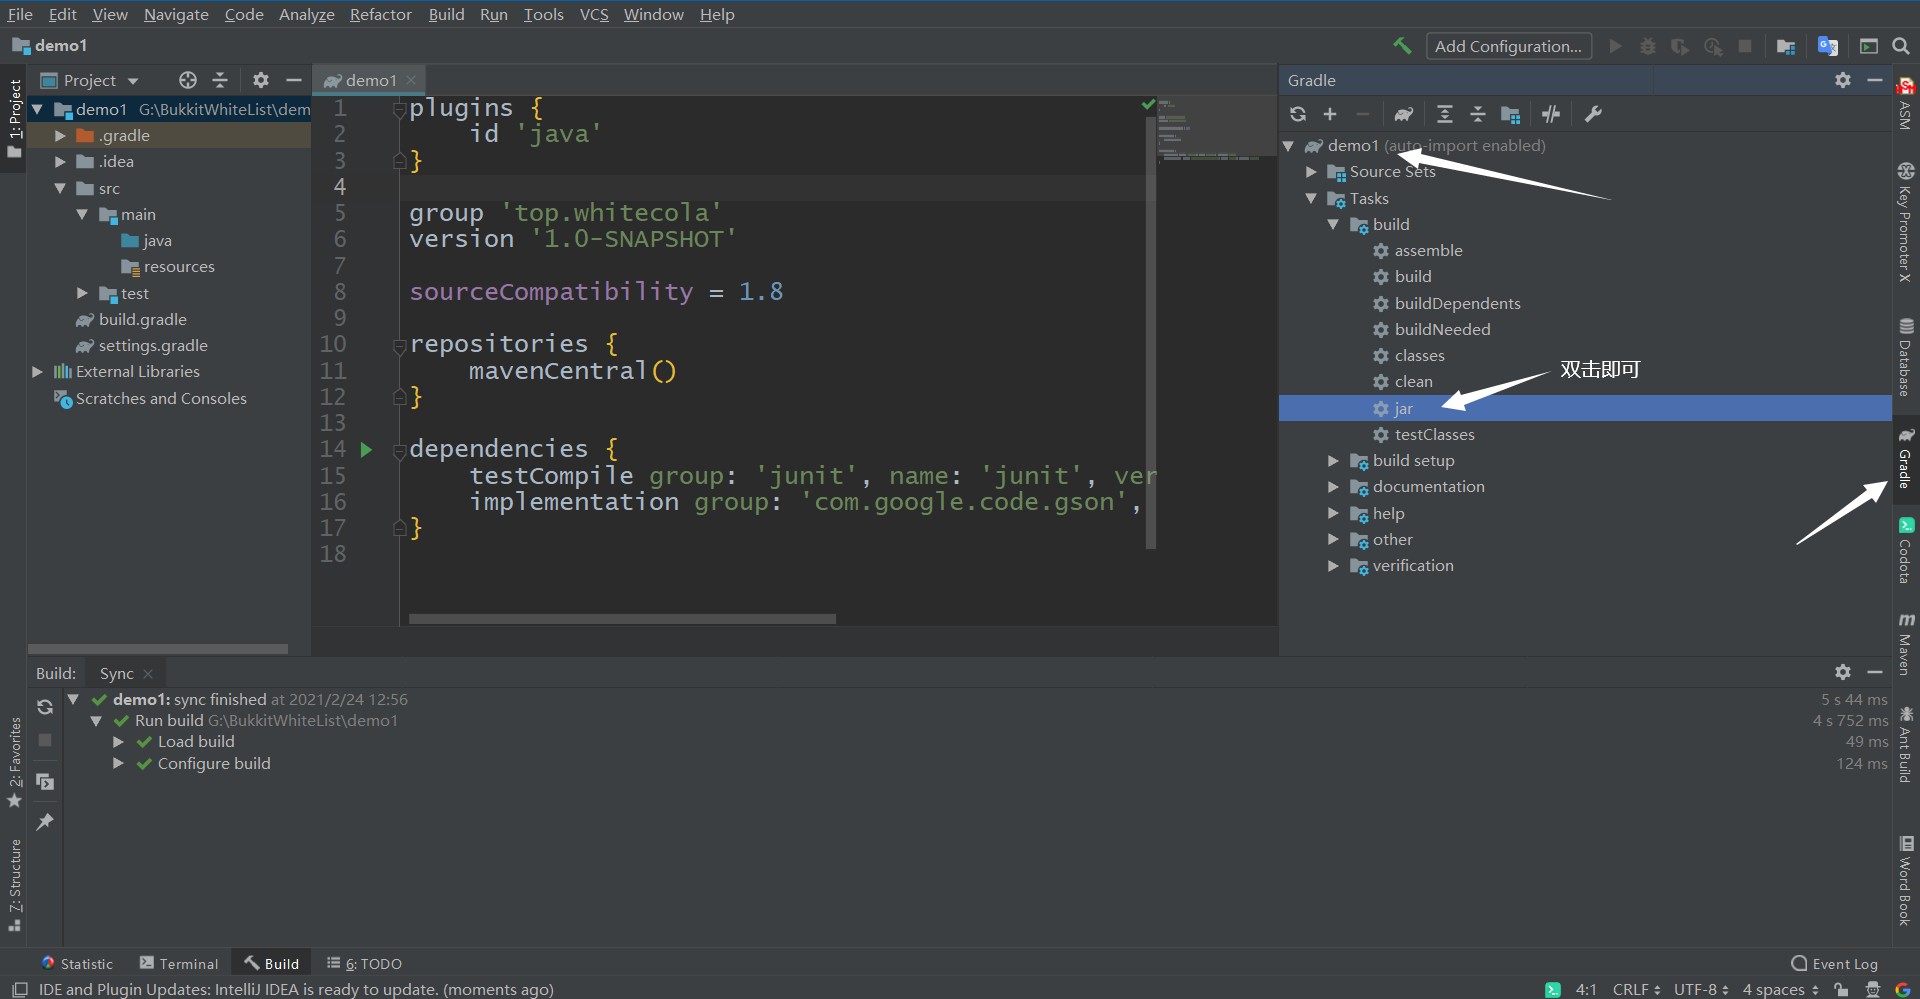 File Edit View Navigate Code Analyze Refactor Build Run Tools VCS Window Help
demo1
Add Configuration...
1: Project
2: Favorites
7: Structure
Project
demo1 G:\BukkitWhiteList\dem
.gradle
.idea
src
main
java
resources
test
build.gradle
settings.gradle
External Libraries
Scratches and Consoles
demo1
1 plugins {
2 id 'java'
3 }
4
5 group 'top.whitecola'
6 version '1.0-SNAPSHOT'
7
8 sourceCompatibility = 1.8
9
10 repositories {
11 mavenCentral()
12 }
13
14 dependencies {
15 testCompile group: 'junit', name: 'junit', ver
16 implementation group: 'com.google.code.gson',
17 }
18
Gradle
demo1 (auto-import enabled)
Source Sets
Tasks
build
assemble
build
buildDependents
buildNeeded
classes
clean
双击即可
jar
testClasses
build setup
documentation
help
other
verification
ASM
Key Promoter X
Database
Gradle
Codota
Maven
Ant Build
Word Book
Build: Sync
demo1: sync finished at 2021/2/24 12:56 5 s 44 ms
Run build G:\BukkitWhiteList\demo1 4 s 752 ms
Load build 49 ms
Configure build 124 ms
Statistic Terminal Build 6: TODO Event Log
IDE and Plugin Updates: IntelliJ IDEA is ready to update. (moments ago) 4:1 CRLF UTF-8 4 spaces